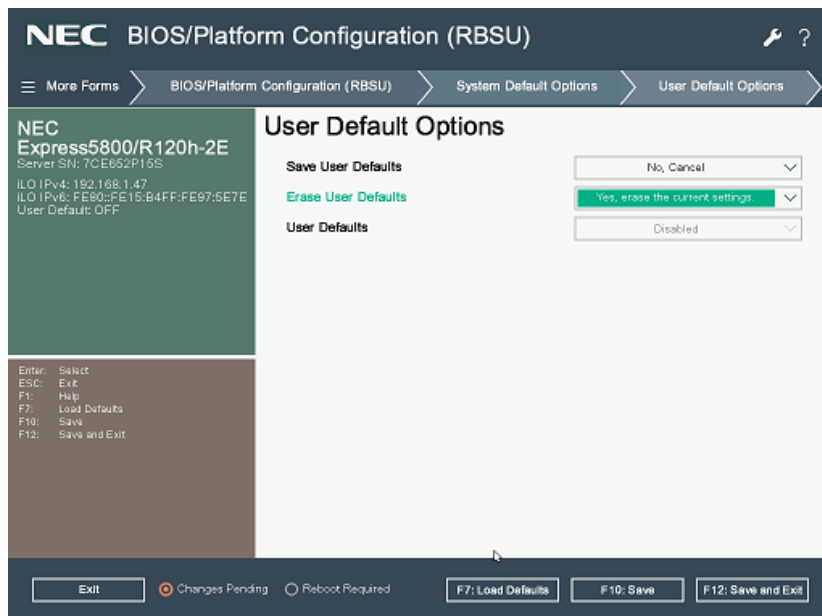 NEC BIOS/Platform Configuration (RBSU) ?
More Forms BIOS/Platform Configuration (RBSU) System Default Options User Default Options
NEC
Express5800/R120h-2E
Server SN: 7CE652P15S
iLO IPv4: 192.168.1.47
iLO IPv6: FE80::FE15:B4FF:FE97:5E7E
User Default: OFF
User Default Options
Save User Defaults No, Cancel
Erase User Defaults Yes, erase the current settings.
User Defaults Disabled
Enter: Select
ESC: Exit
F1: Help
F7: Load Defaults
F10: Save
F12: Save and Exit
Exit Changes Pending Reboot Required F7: Load Defaults F10: Save F12: Save and Exit